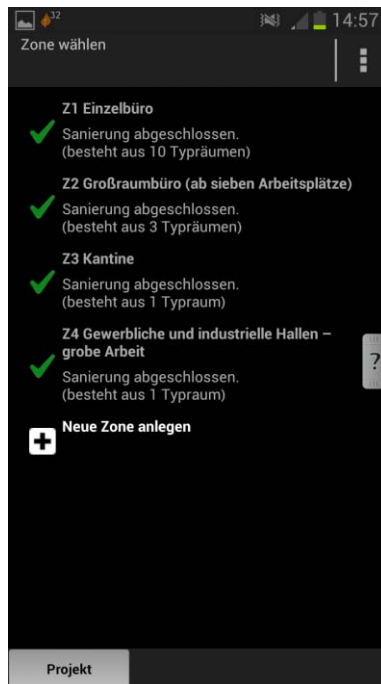 32
14:57
Zone wählen
Z1 Einzelbüro
Sanierung abgeschlossen.
(besteht aus 10 Typräumen)
Z2 Großraumbüro (ab sieben Arbeitsplätze)
Sanierung abgeschlossen.
(besteht aus 3 Typräumen)
Z3 Kantine
Sanierung abgeschlossen.
(besteht aus 1 Typraum)
Z4 Gewerbliche und industrielle Hallen –
grobe Arbeit
Sanierung abgeschlossen.
(besteht aus 1 Typraum)
?
Neue Zone anlegen
Projekt